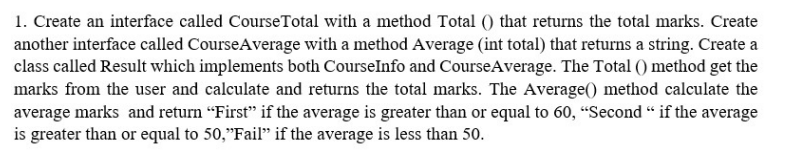 1. Create an interface called CourseTotal with a method Total () that returns the total marks. Create
another interface called CourseAverage with a method Average (int total) that returns a string. Create a
class called Result which implements both CourseInfo and CourseAverage. The Total () method get the
marks from the user and calculate and returns the total marks. The Average() method calculate the
average marks and return “First” if the average is greater than or equal to 60, “Second “ if the average
is greater than or equal to 50,”Fail” if the average is less than 50.